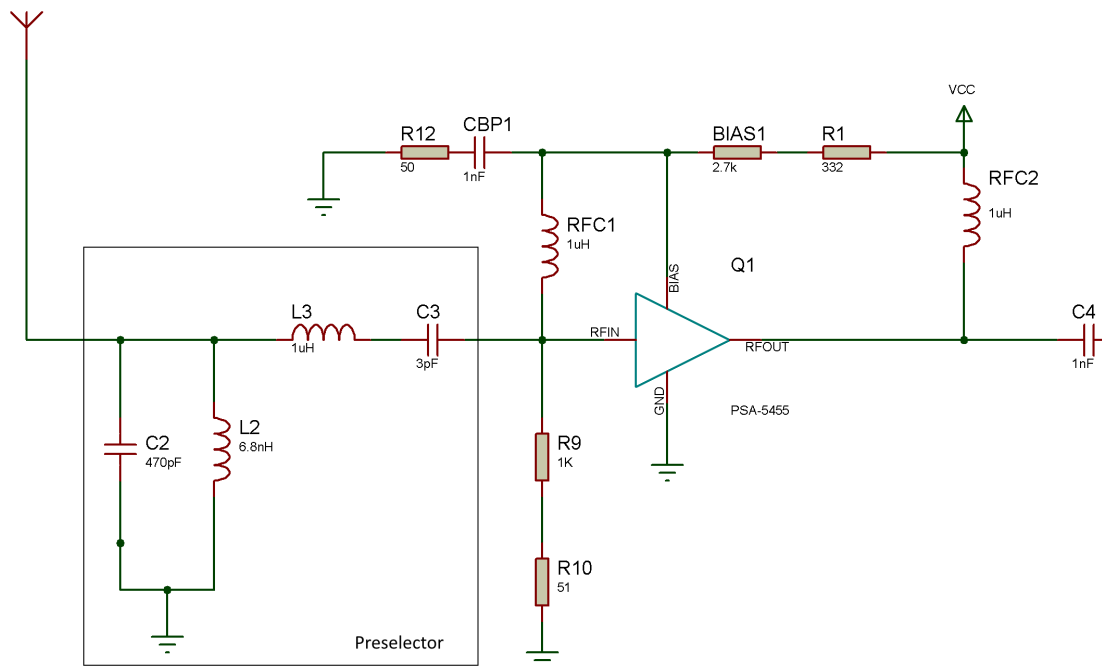 VCC
R12
CBP1
BIAS1
R1
50
1nF
2.7k
332
RFC2
1uH
RFC1
1uH
Q1
BIAS
L3
C3
1uH
3pF
RFIN
RFOUT
C4
1nF
GND
PSA-5455
C2
470pF
L2
6.8nH
R9
1K
R10
51
Preselector